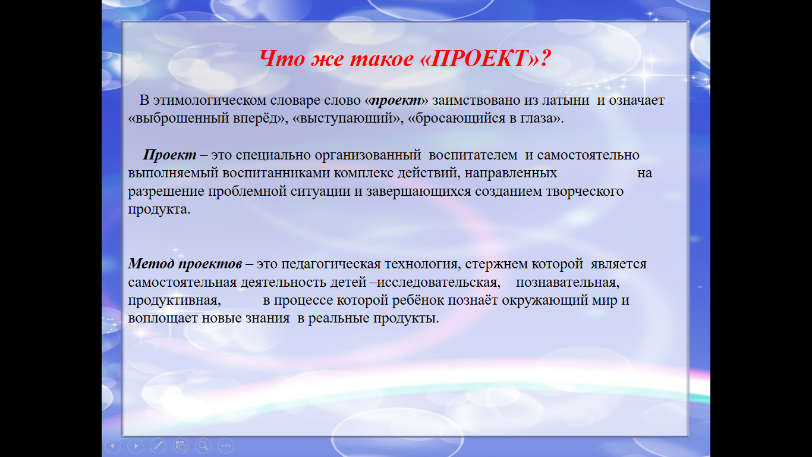 Что же такое «ПРОЕКТ»?
В этимологическом словаре слово «проект» заимствовано из латыни и означает
«выброшенный вперёд», «выступающий», «бросающийся в глаза».
Проект – это специально организованный воспитателем и самостоятельно
выполняемый воспитанниками комплекс действий, направленных на
разрешение проблемной ситуации и завершающихся созданием творческого
продукта.
Метод проектов – это педагогическая технология, стержнем которой является
самостоятельная деятельность детей –исследовательская, познавательная,
продуктивная, в процессе которой ребёнок познаёт окружающий мир и
воплощает новые знания в реальные продукты.